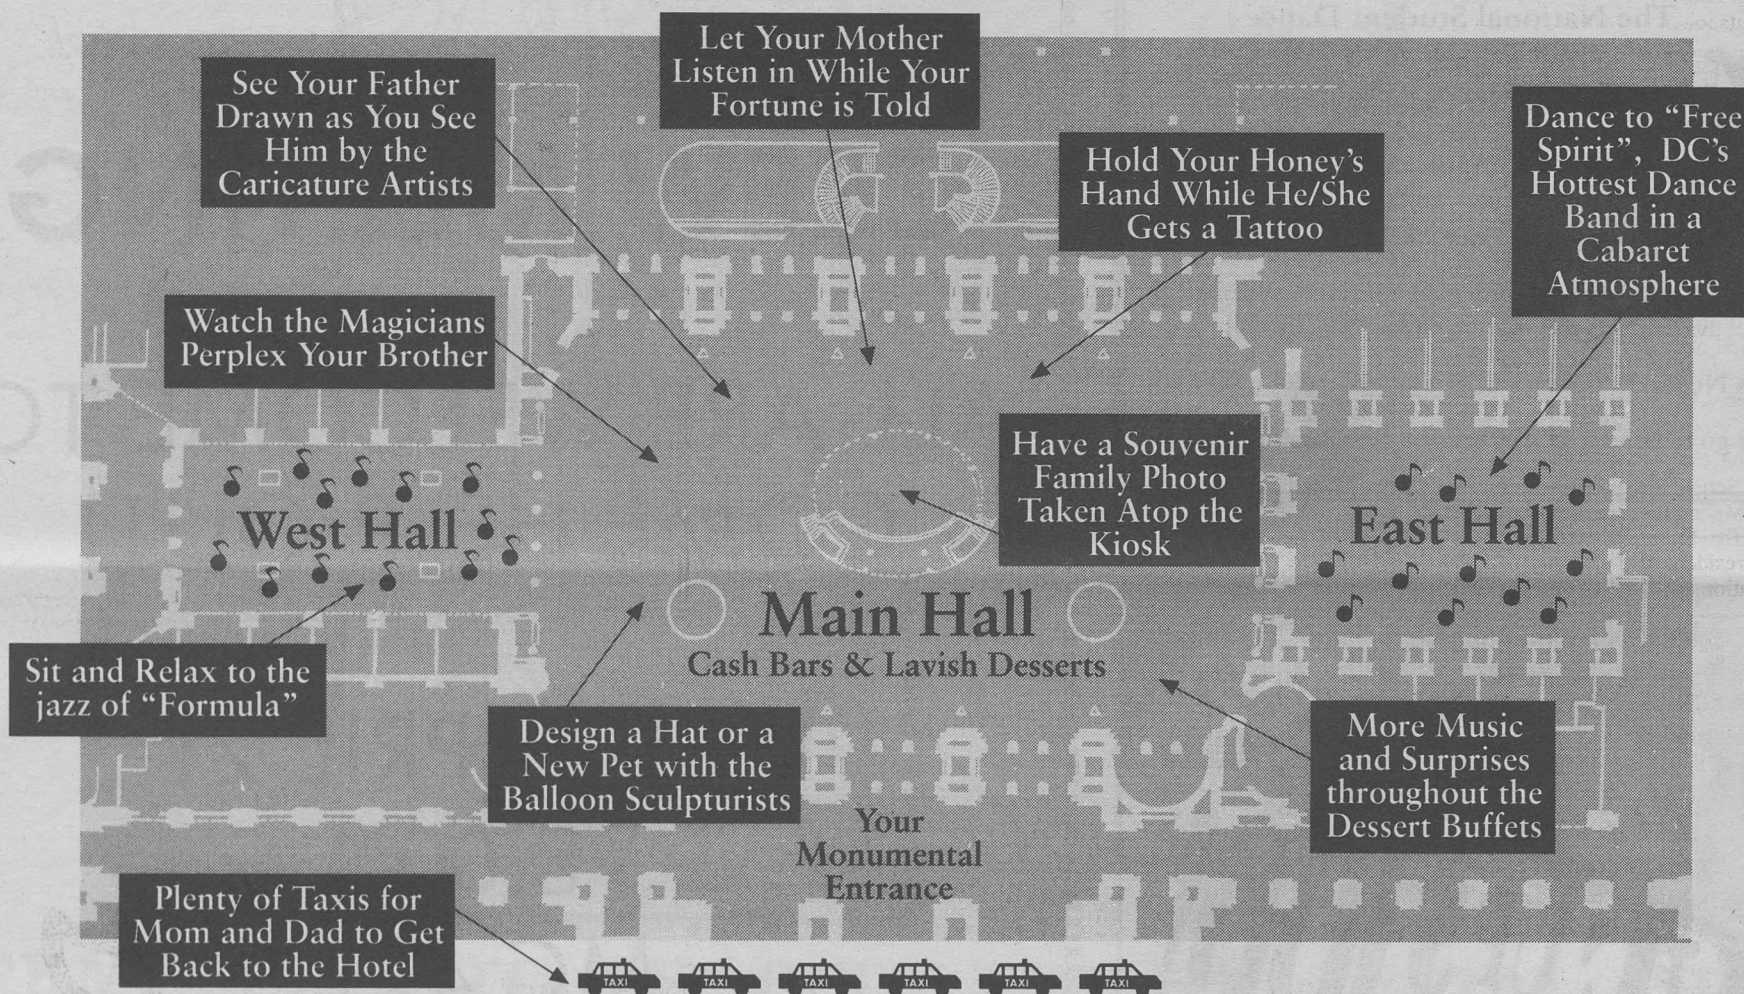 The National Student Dance
Let Your Mother
Listen in While Your
Fortune is Told
See Your Father
Drawn as You See
Him by the
Caricature Artists
Dance to “Free
Spirit”, DC’s
Hottest Dance
Band in a
Cabaret
Atmosphere
Hold Your Honey’s
Hand While He/She
Gets a Tattoo
Watch the Magicians
Perplex Your Brother
Have a Souvenir
Family Photo
Taken Atop the
Kiosk
West Hall
East Hall
Main Hall
Cash Bars & Lavish Desserts
Sit and Relax to the
jazz of “Formula”
Design a Hat or a
New Pet with the
Balloon Sculpturists
More Music
and Surprises
throughout the
Dessert Buffets
Your
Monumental
Entrance
Plenty of Taxis for
Mom and Dad to Get
Back to the Hotel
TAXI
TAXI
TAXI
TAXI
TAXI
TAXI